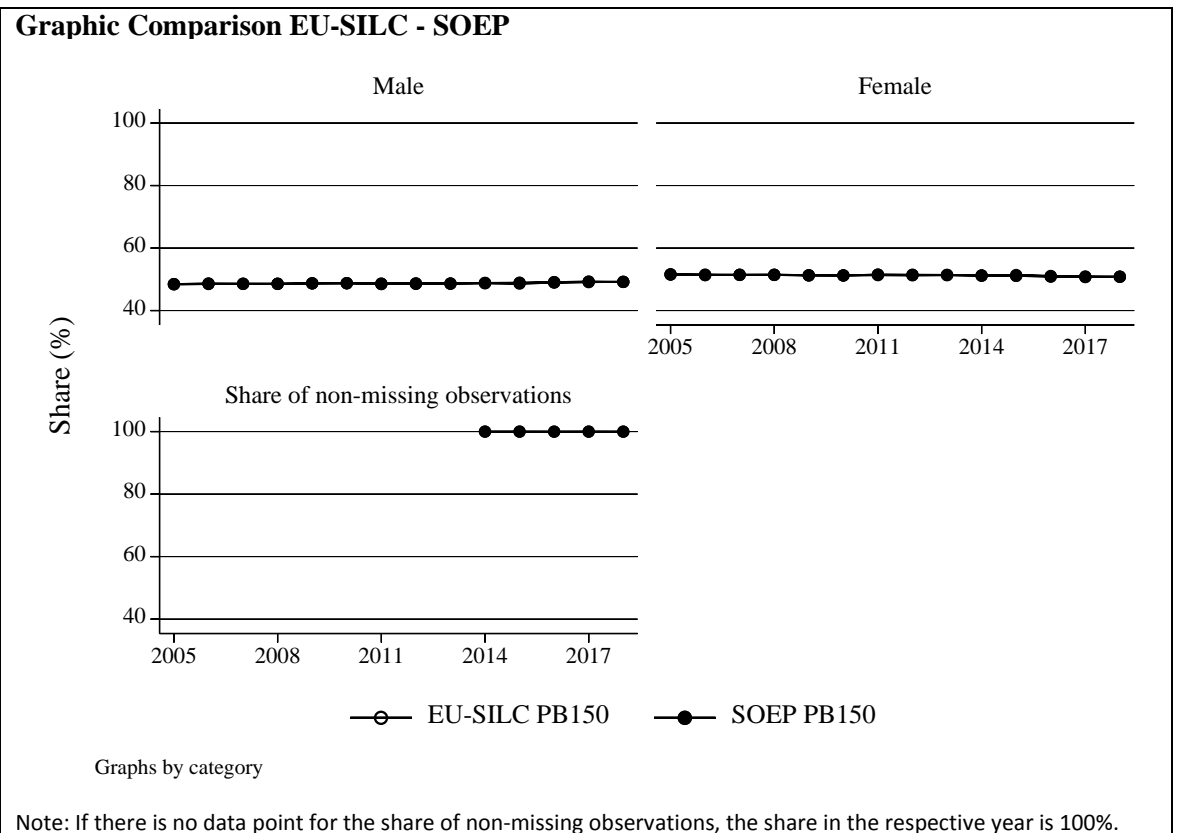 Graphic Comparison EU-SILC - SOEP
Male
Female
100
80
60
40
2005 2008 2011 2014 2017
Share (%)
Share of non-missing observations
100
80
60
40
2005 2008 2011 2014 2017
EU-SILC PB150 SOEP PB150
Graphs by category
Note: If there is no data point for the share of non-missing observations, the share in the respective year is 100%.